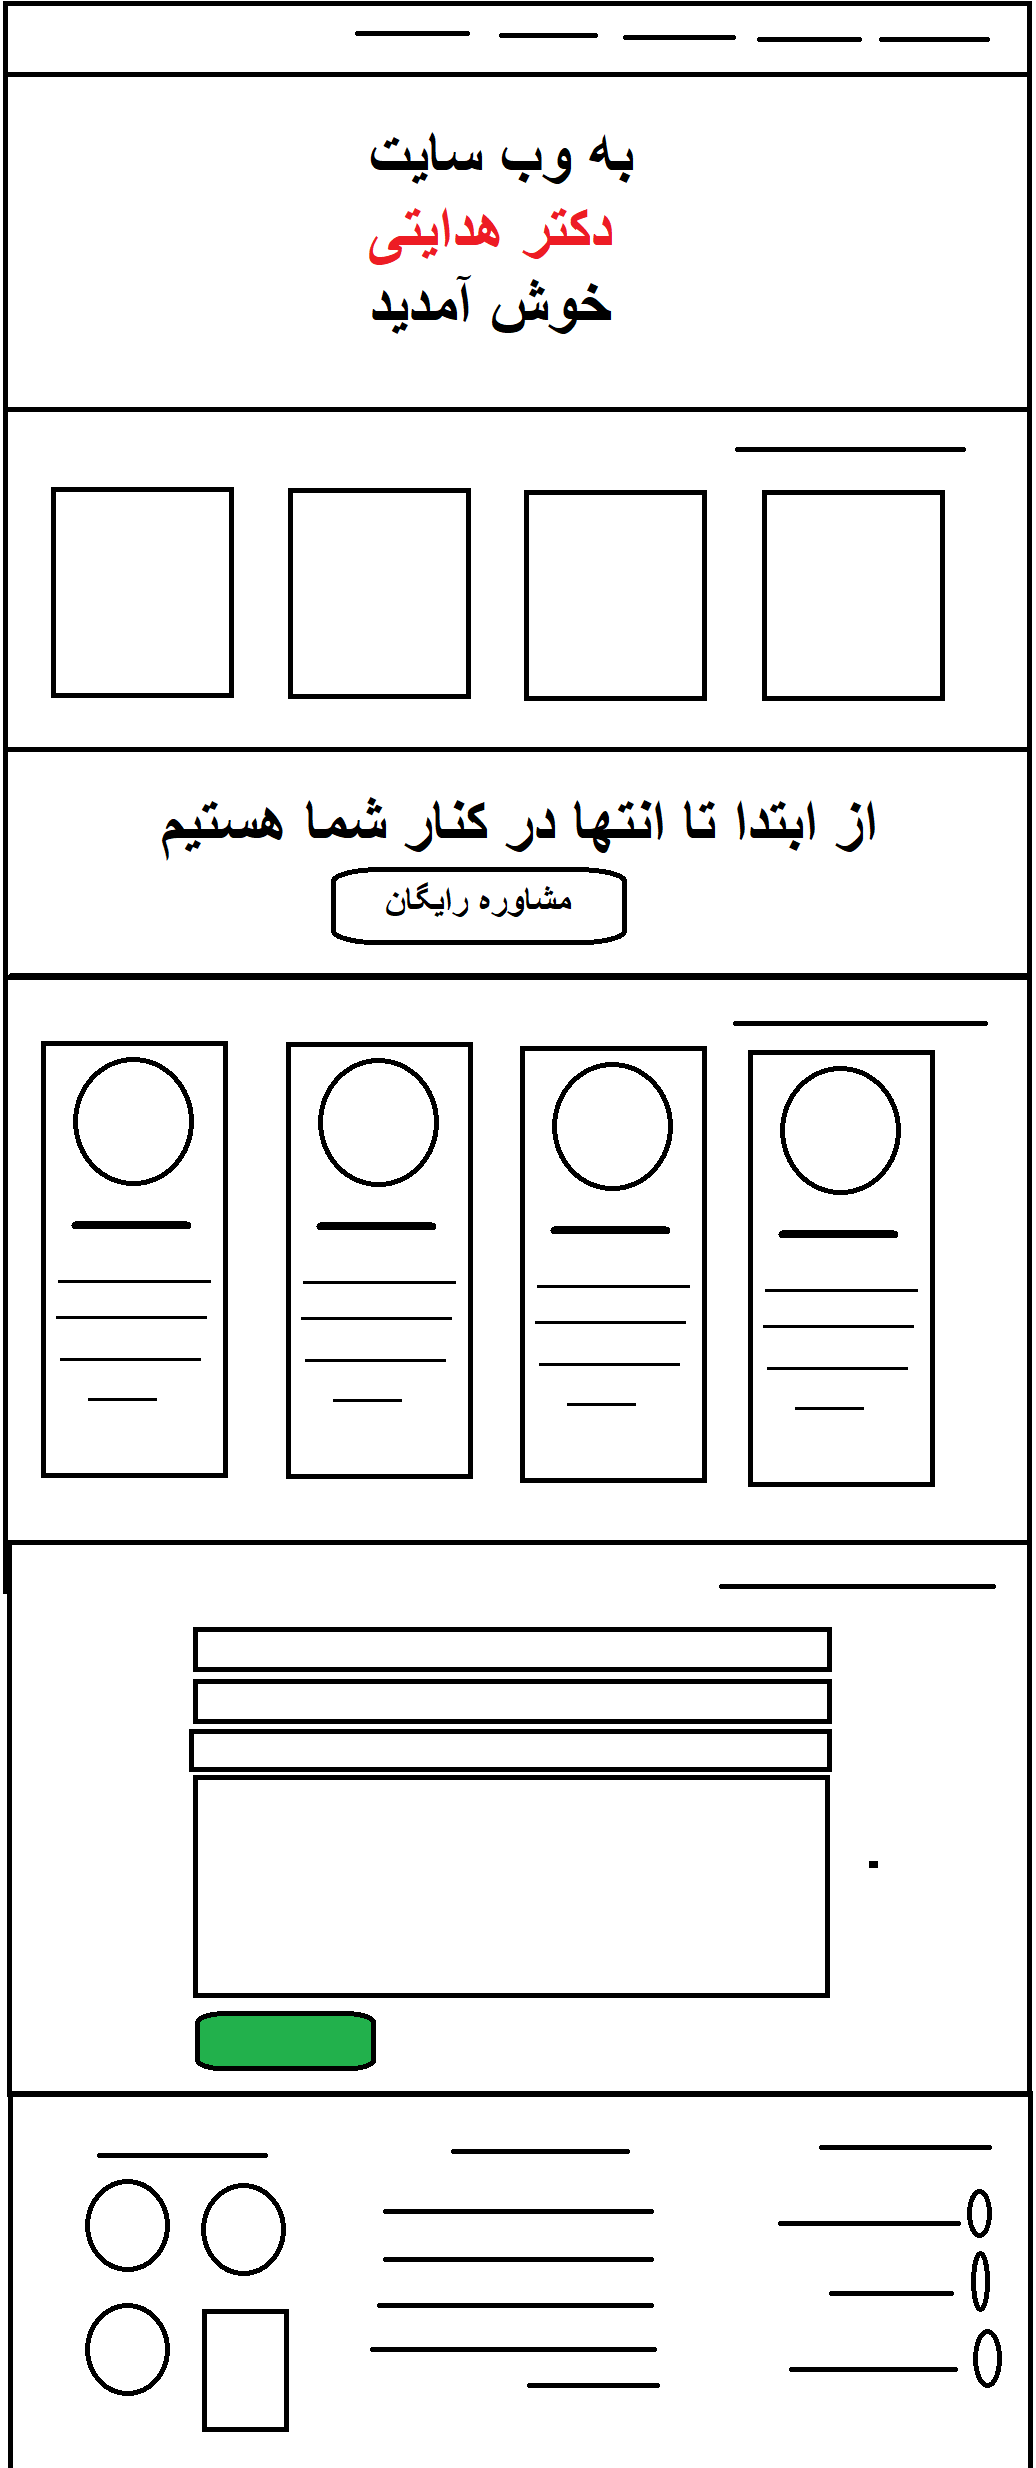 به وب سایت
دکتر هدایتی
خوش آمدید
از ابتدا تا انتها در کنار شما هستیم
مشاوره رایگان